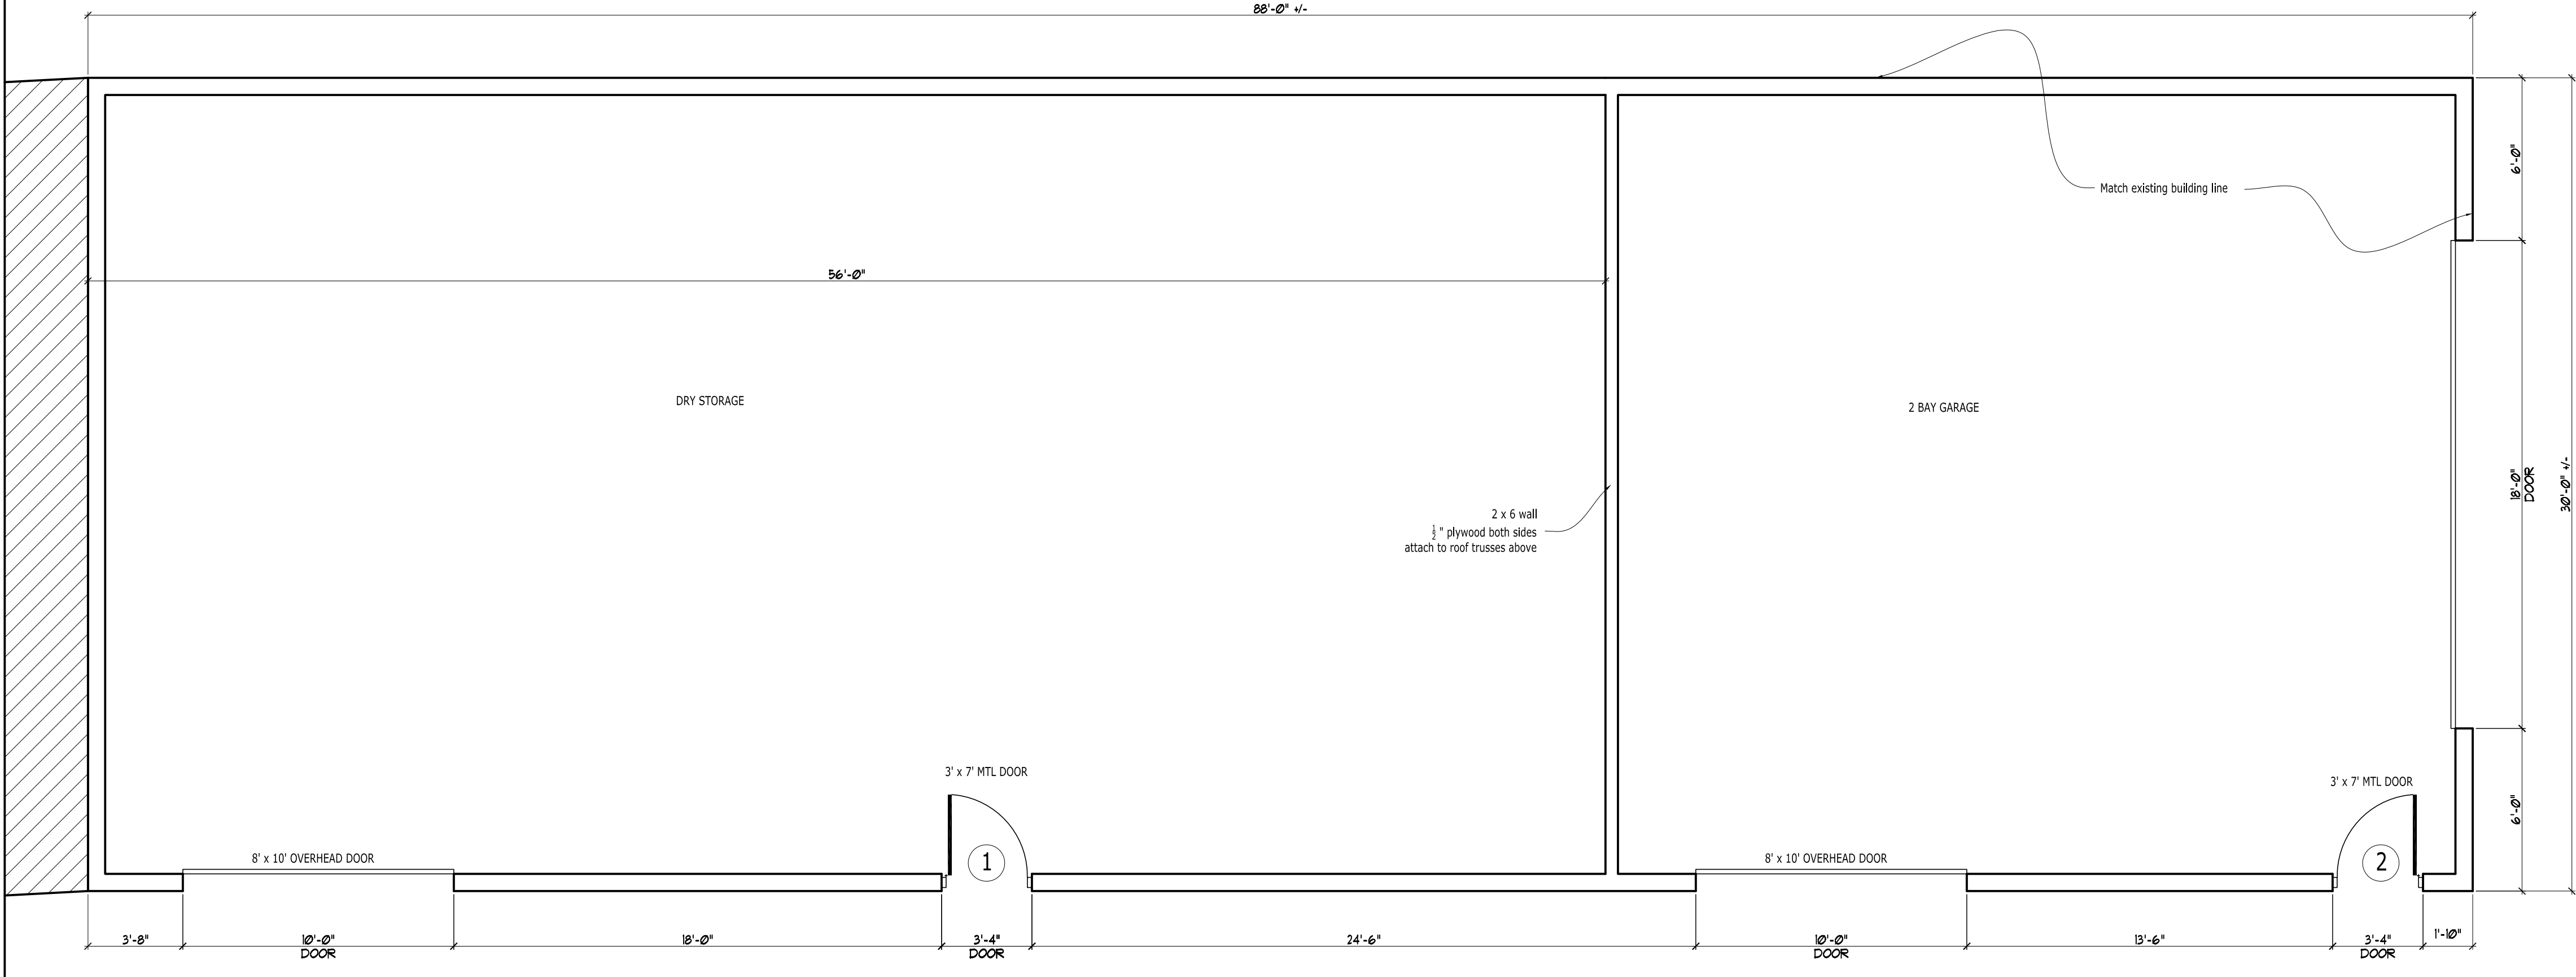 88'-0" +/-
6'-0"
Match existing building line
56'-0"
DRY STORAGE
2 BAY GARAGE
18'-0"
DOOR
30'-0" +/-
2 x 6 wall
1/2 " plywood both sides
attach to roof trusses above
3' x 7' MTL DOOR
3' x 7' MTL DOOR
6'-0"
8' x 10' OVERHEAD DOOR
1
8' x 10' OVERHEAD DOOR
2
3'-8"
10'-0"
DOOR
18'-0"
3'-4"
DOOR
24'-6"
10'-0"
DOOR
13'-6"
3'-4"
DOOR
1'-10"